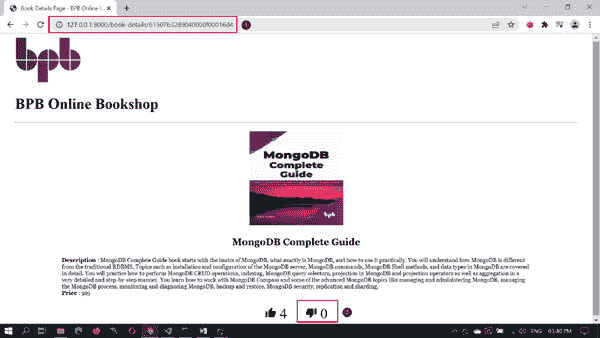 Book Details Page - BPB Online B
127.0.0.1:8000/book-details/61507b3289040000f00016d4
1
bpb
BPB Online Bookshop
MongoDB
Complete
Guide
bpb
MongoDB Complete Guide
Description : MongoDB Complete Guide book starts with the basics of MongoDB, what exactly is MongoDB, and how to use it practically. You will understand how MongoDB is different
from the traditional RDBMS, Topics such as installation and configuration of the MongoDB server, MongoDB commands, MongoDB Shell methods, and data types in MongoDB are covered
in detail. You will practice how to perform MongoDB CRUD operations, indexing, MongoDB query selectors, projection in MongoDB and projection operators as well as aggregation in a
very detailed and step-by-step manner. You learn how to work with MongoDB Compass and some of the advanced MongoDB topics like managing and administering MongoDB, managing
the MongoDB process, monitoring and diagnosing MongoDB, backup and restore, MongoDB security, replication and sharding.
Price : 929
4
0
2
ENG
01:40 PM